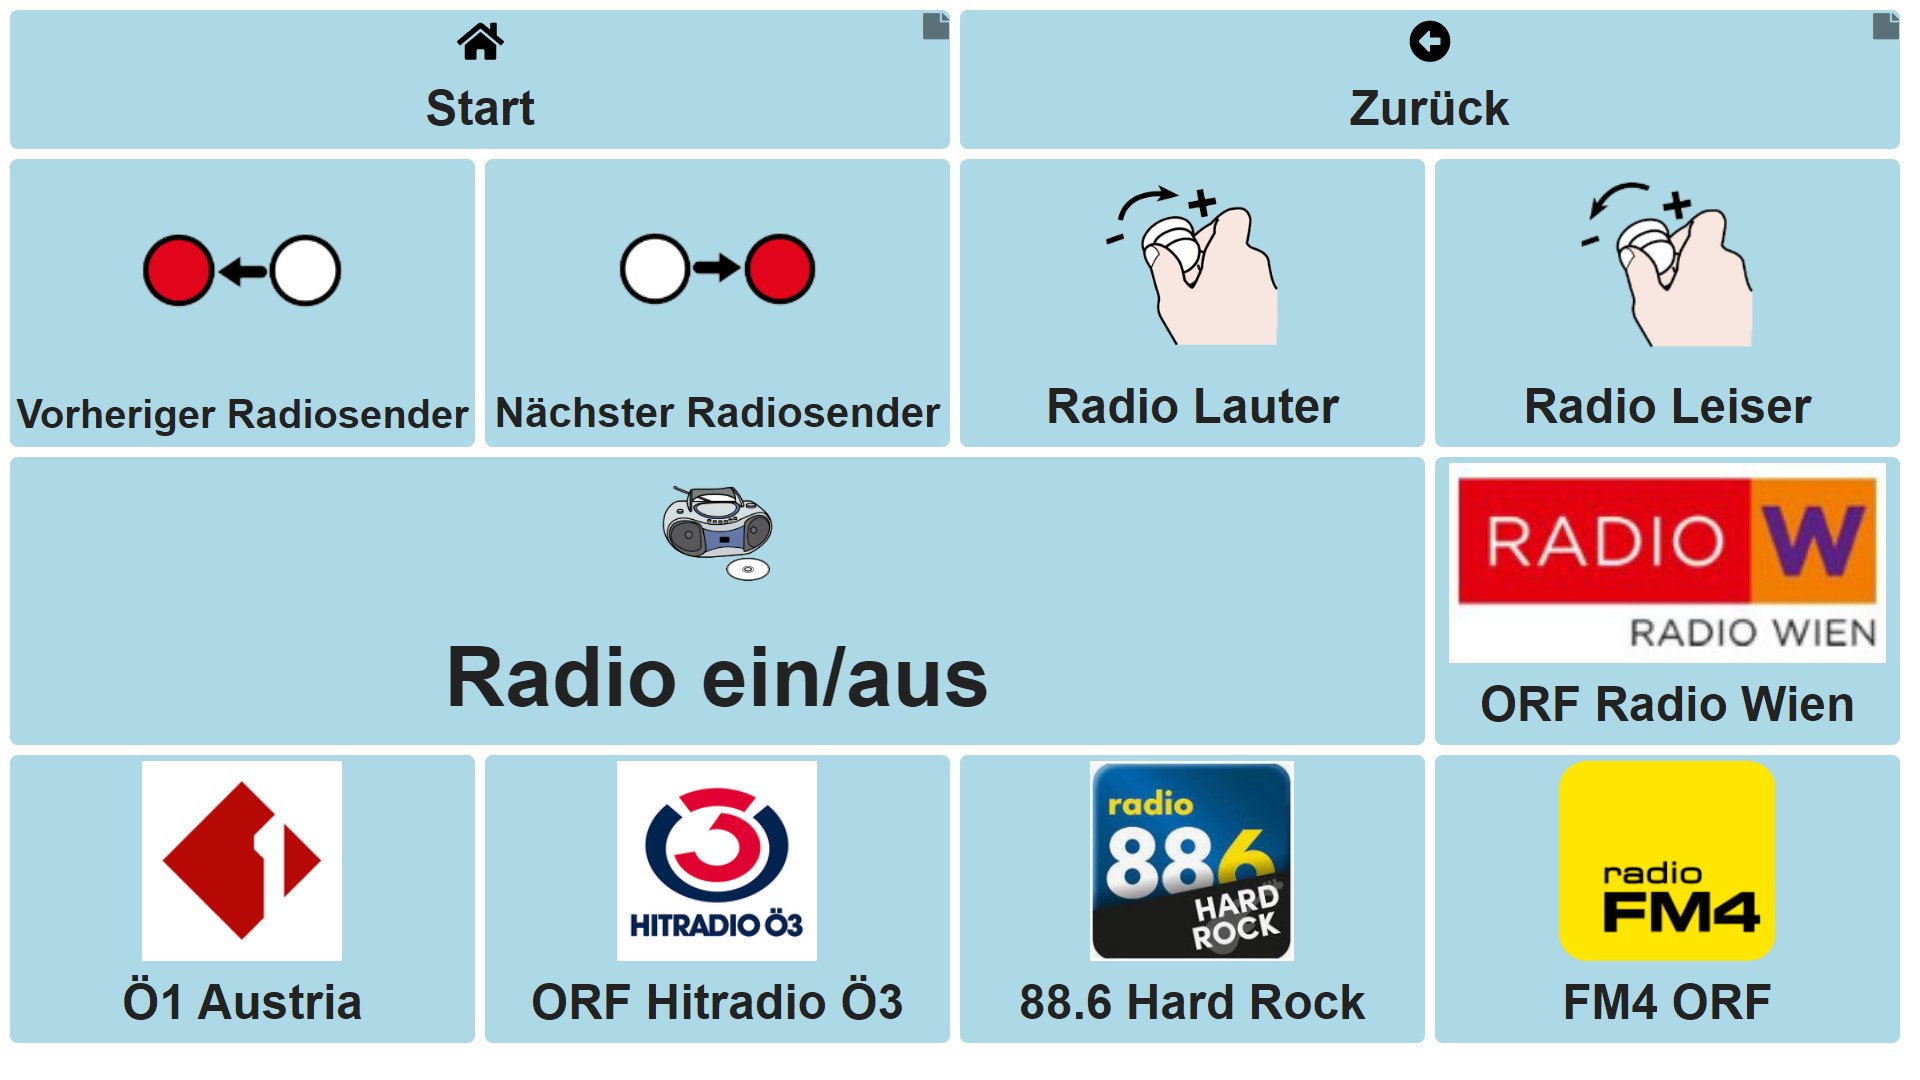 Start
Zurück
Vorheriger Radiosender
Nächster Radiosender
- +
Radio Lauter
- +
Radio Leiser
Radio ein/aus
RADIO W
RADIO WIEN
ORF Radio Wien
1
Ö1 Austria
3
HITRADIO Ö3
ORF Hitradio Ö3
radio
886
HARD
ROCK
88.6 Hard Rock
radio
FM4
FM4 ORF